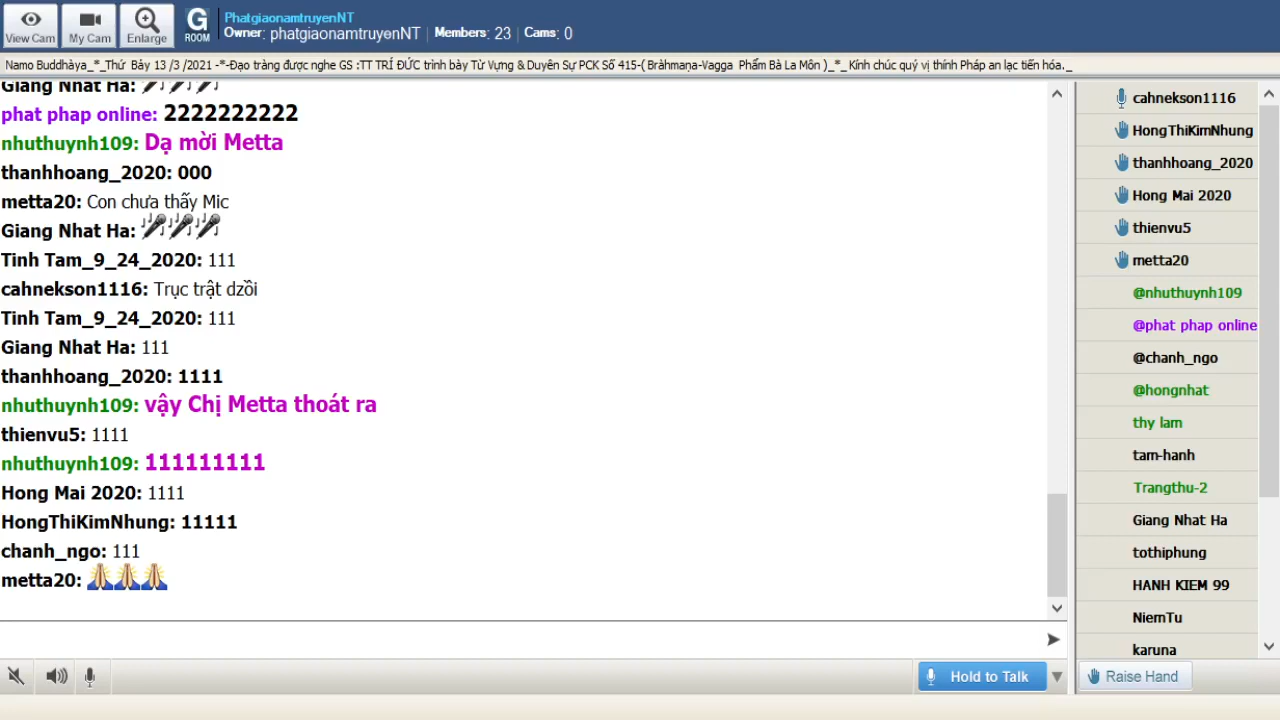 View Cam
My Cam
Enlarge
G
ROOM
PhatgiaonamtruyenNT
Owner: phatgiaonamtruyenNT | Members: 23 | Cams: 0
Namo Buddhàya_*_Thứ Bảy 13 /3 /2021 -*-Đạo tràng được nghe GS :TT TRÍ ĐỨC trình bày Từ Vựng & Duyên Sự PCK Số 415-( Bràhmaṇa-Vagga Phẩm Bà La Môn )_*_ Kính chúc quý vị thính Pháp an lạc tiến hóa._
Giang Nhat Ha:
phat phap online: 2222222222
nhuthuynh109: Dạ mời Metta
thanhhoang_2020: 000
metta20: Con chưa thấy Mic
Giang Nhat Ha:
Tinh Tam_9_24_2020: 111
cahnekson1116: Trục trật dzồi
Tinh Tam_9_24_2020: 111
Giang Nhat Ha: 111
thanhhoang_2020: 1111
nhuthuynh109: vậy Chị Metta thoát ra
thienvu5: 1111
nhuthuynh109: 111111111
Hong Mai 2020: 1111
HongThiKimNhung: 11111
chanh_ngo: 111
metta20:
Hold to Talk
cahnekson1116
HongThiKimNhung
thanhhoang_2020
Hong Mai 2020
thienvu5
metta20
@nhuthuynh109
@phat phap online
@chanh_ngo
@hongnhat
thy lam
tam-hanh
Trangthu-2
Giang Nhat Ha
tothiphung
HANH KIEM 99
NiemTu
karuna
Raise Hand